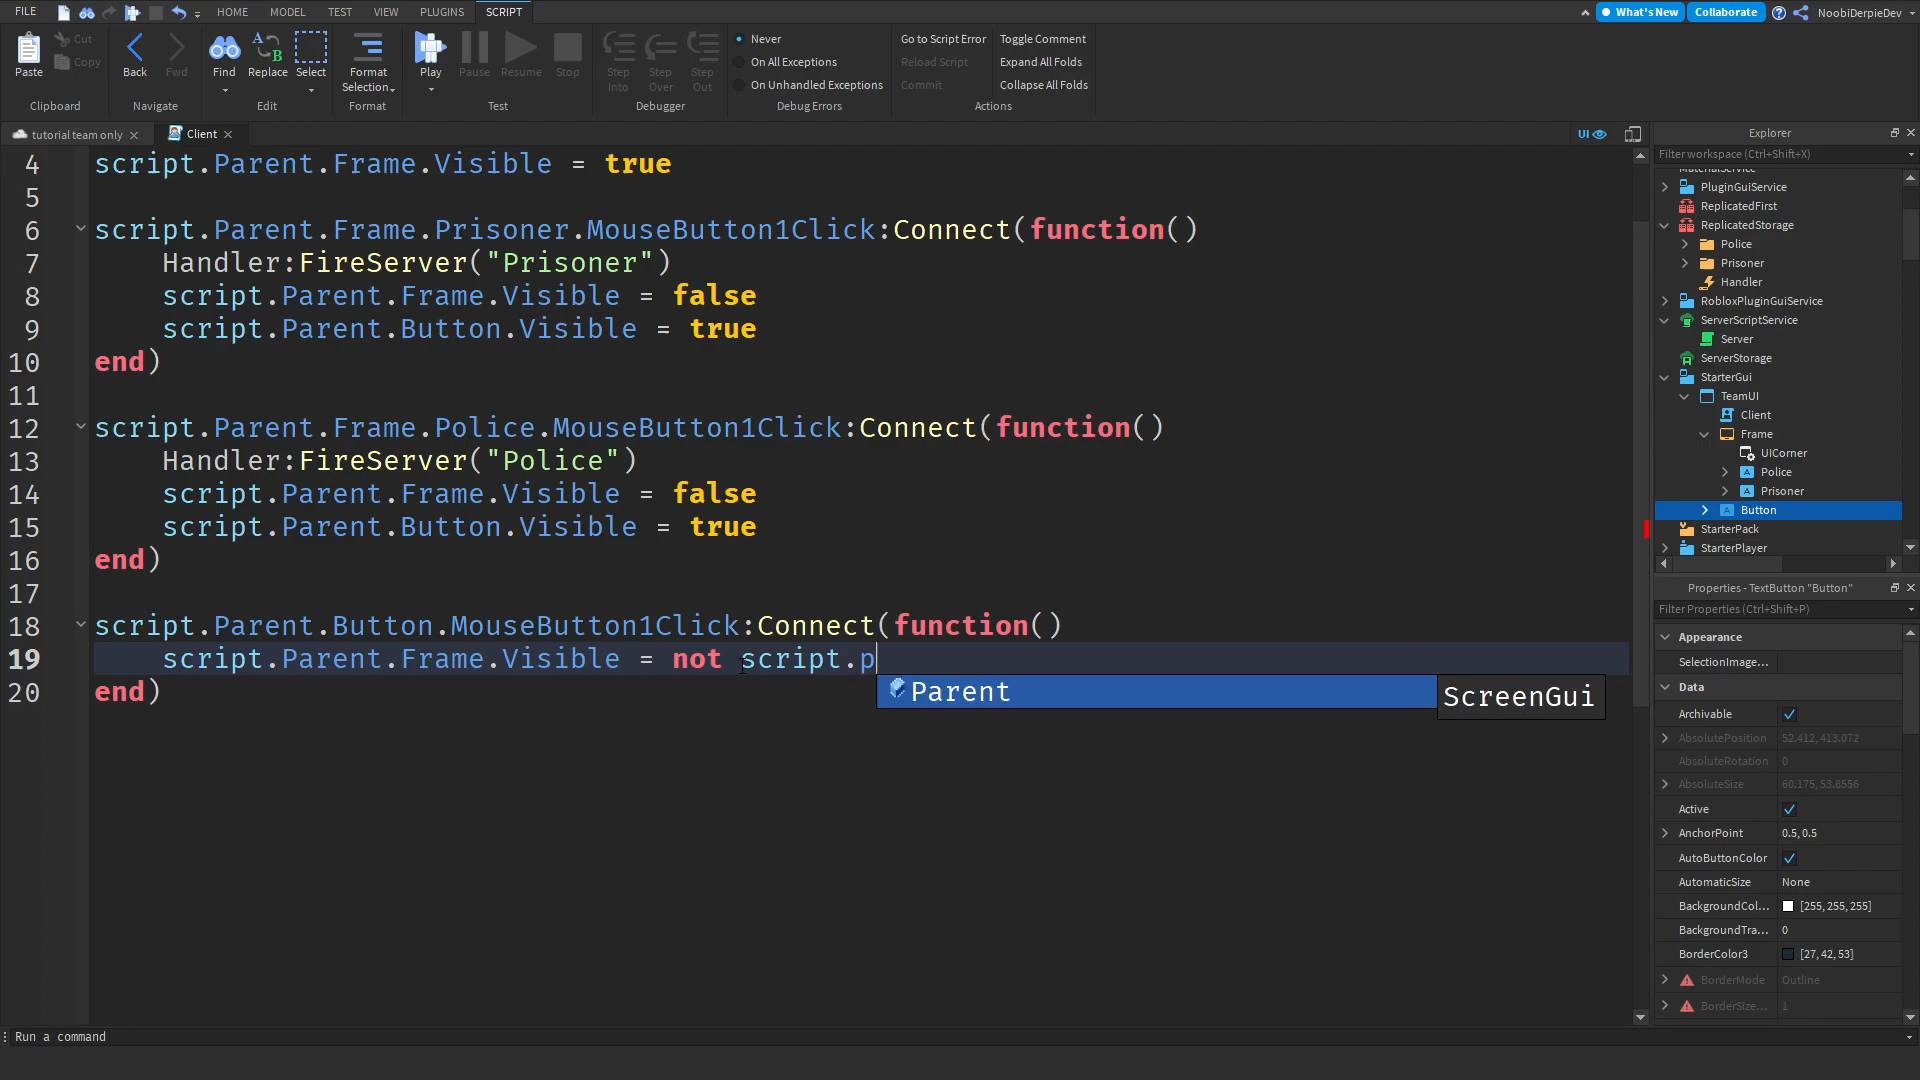 FILE HOME MODEL TEST VIEW PLUGINS SCRIPT What's New Collaborate NoobiDerpieDev
Paste Cut Copy Clipboard
Back Fwd Navigate
Find Replace Select Edit
Format Selection Format
Play Pause Resume Stop Test
Step Into Step Over Step Out Debugger
Never
On All Exceptions
On Unhandled Exceptions
Debug Errors
Go to Script Error Toggle Comment
Reload Script Expand All Folds
Commit Collapse All Folds
Actions
tutorial team only Client UI
4 script.Parent.Frame.Visible = true
5
6 script.Parent.Frame.Prisoner.MouseButton1Click:Connect(function()
7 Handler:FireServer("Prisoner")
8 script.Parent.Frame.Visible = false
9 script.Parent.Button.Visible = true
10 end)
11
12 script.Parent.Frame.Police.MouseButton1Click:Connect(function()
13 Handler:FireServer("Police")
14 script.Parent.Frame.Visible = false
15 script.Parent.Button.Visible = true
16 end)
17
18 script.Parent.Button.MouseButton1Click:Connect(function()
19 script.Parent.Frame.Visible = not script.p
20 end)
Parent ScreenGui
Explorer
Filter workspace (Ctrl+Shift+X)
MaterialService
PluginGuiService
ReplicatedFirst
ReplicatedStorage
Police
Prisoner
Handler
RobloxPluginGuiService
ServerScriptService
Server
ServerStorage
StarterGui
TeamUI
Client
Frame
UICorner
Police
Prisoner
Button
StarterPack
StarterPlayer
Properties - TextButton "Button"
Filter Properties (Ctrl+Shift+P)
Appearance
SelectionImage...
Data
Archivable
AbsolutePosition 52.412, 413.072
AbsoluteRotation 0
AbsoluteSize 60.175, 53.8556
Active
AnchorPoint 0.5, 0.5
AutoButtonColor
AutomaticSize None
BackgroundCol... [255, 255, 255]
BackgroundTra... 0
BorderColor3 [27, 42, 53]
BorderMode Outline
BorderSize... 1
Run a command